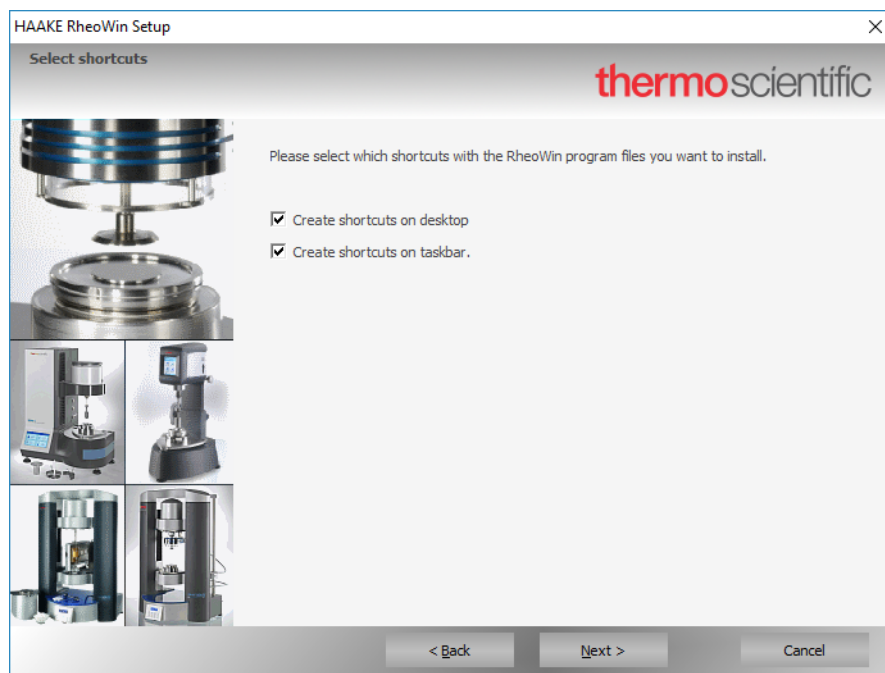 HAAKE RheoWin Setup
Select shortcuts
thermoscientific
Please select which shortcuts with the RheoWin program files you want to install.
Create shortcuts on desktop
Create shortcuts on taskbar.
< Back
Next >
Cancel